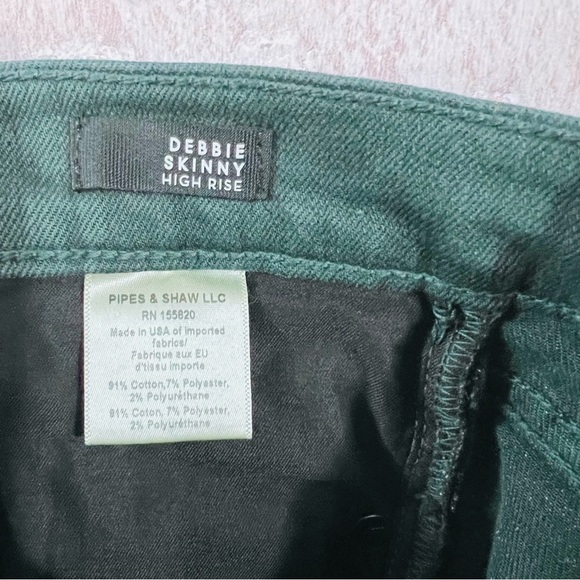 DEBBIE
SKINNY
HIGH RISE
PIPES & SHAW LLC
RN 155820
Made in USA of imported
fabrics/
Fabrique aux EU
d'tissu importe
91% Cotton,7% Polyester,
2% Polyuréthane
91% Coton, 7% Polyester,
2% Polyuréthane